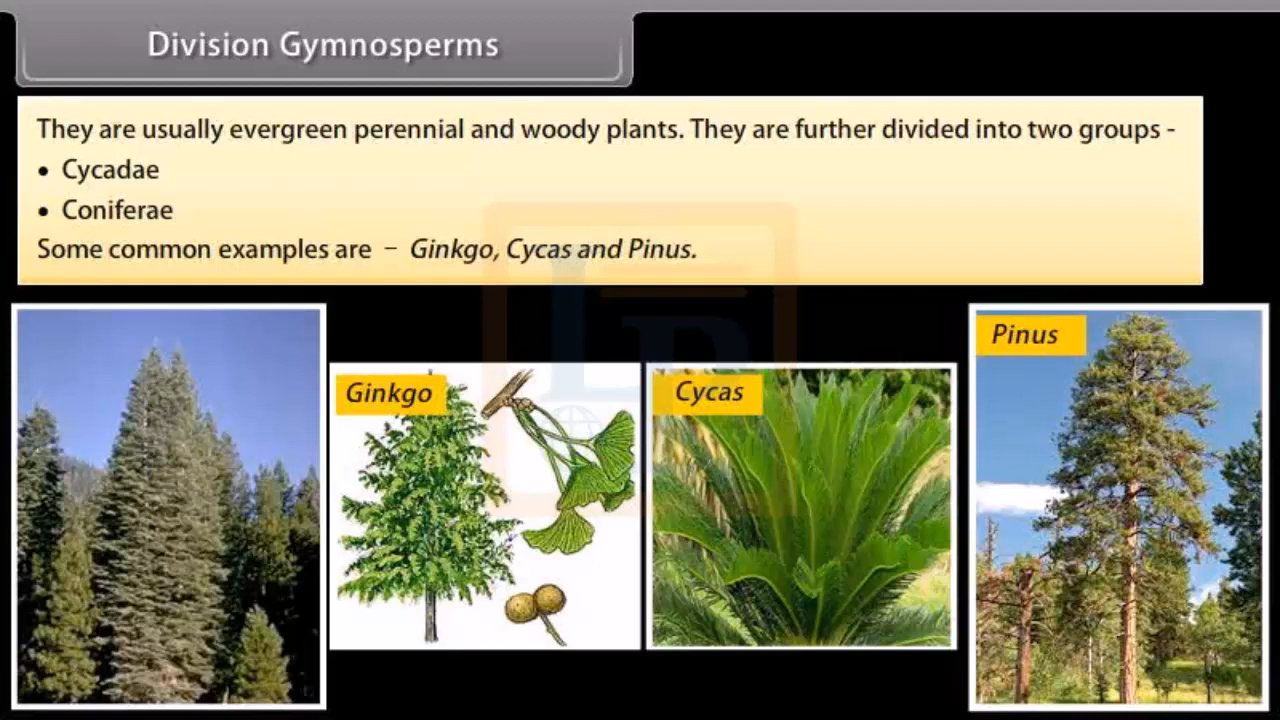 Division Gymnosperms
They are usually evergreen perennial and woody plants. They are further divided into two groups -
• Cycadae
• Coniferae
Some common examples are – Ginkgo, Cycas and Pinus.
Pinus
Ginkgo
Cycas